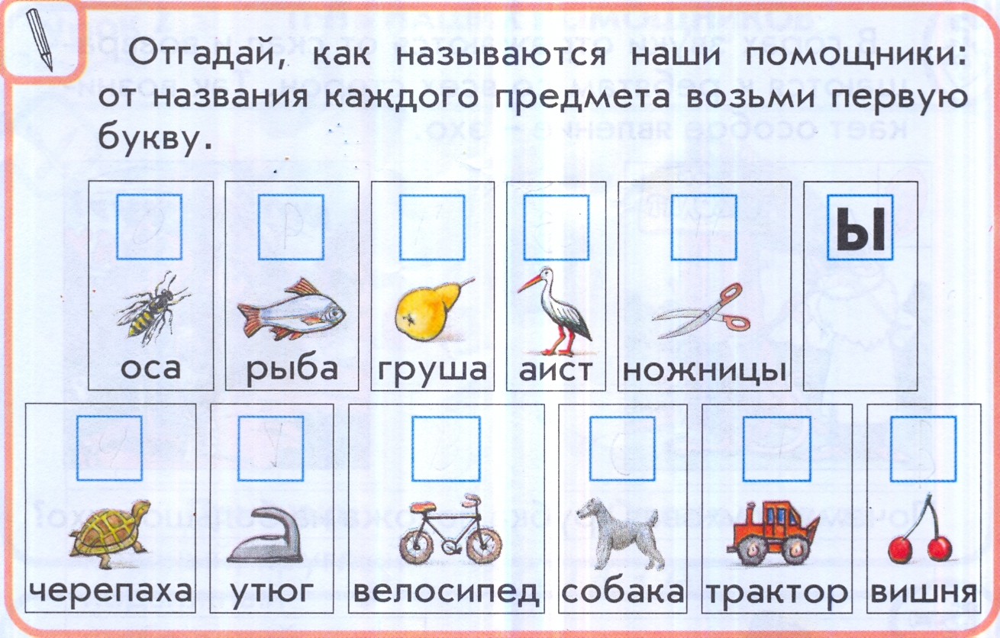 Отгадай, как называются наши помощники:
от названия каждого предмета возьми первую
букву.
Ы
оса рыба груша аист ножницы
черепаха утюг велосипед собака трактор вишня